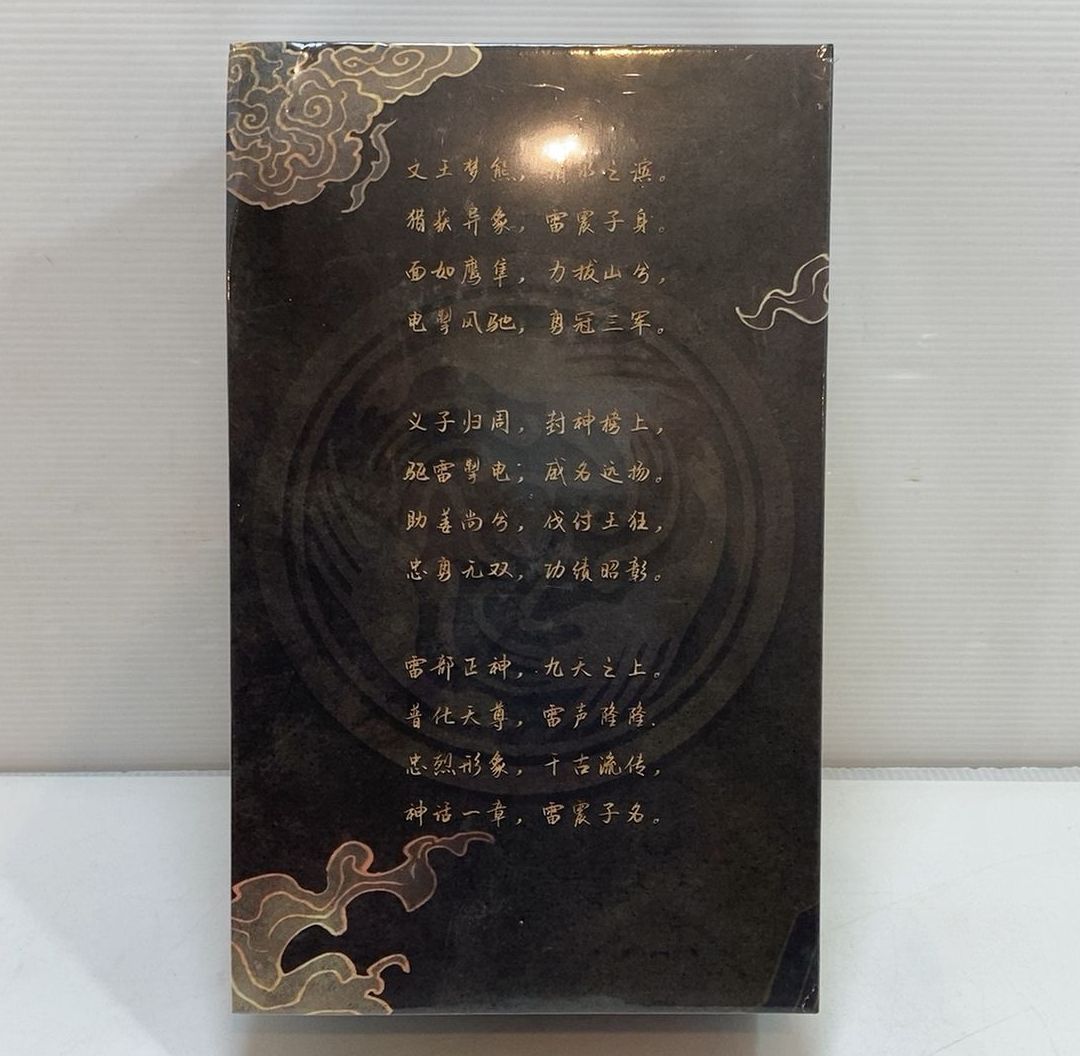 文王梦熊，渭水之滨。
猎获异象，雷震子身。
面如鹰隼，力拔山兮，
电掣风驰，勇冠三军。
义子归周，封神榜上，
驱雷掣电；威名远扬。
助姜尚兮，伐付王狂，
忠勇无双，功绩昭彰。
雷部正神，九天之上。
普化天尊，雷声隆隆.
忠烈形象，千古流传，
神话一章，雷震子名。